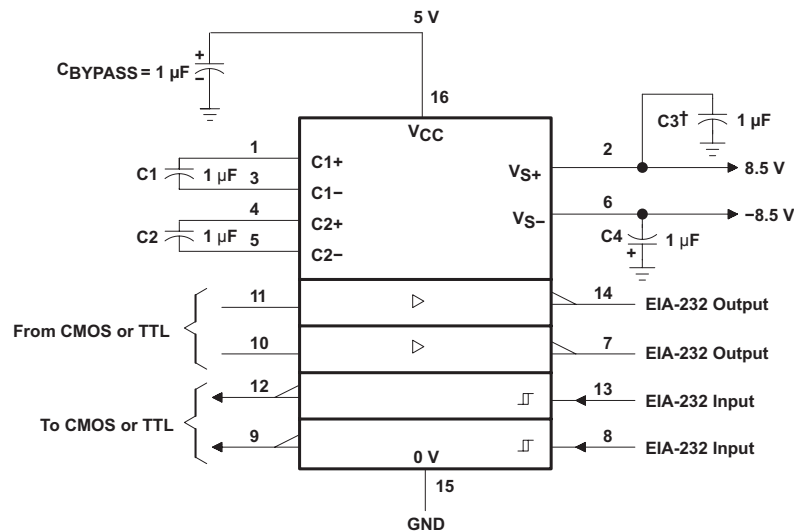 5 V
CBYPASS = 1 µF
+
–
16
VCC
C3† 1 µF
1
C1+
2
VS+
8.5 V
C1 1 µF
3
C1–
4
C2+
6
VS–
–8.5 V
C2 1 µF
5
C2–
C4 1 µF
+
11
14 EIA-232 Output
From CMOS or TTL
10
7 EIA-232 Output
12
13 EIA-232 Input
To CMOS or TTL
9
8 EIA-232 Input
0 V
15
GND